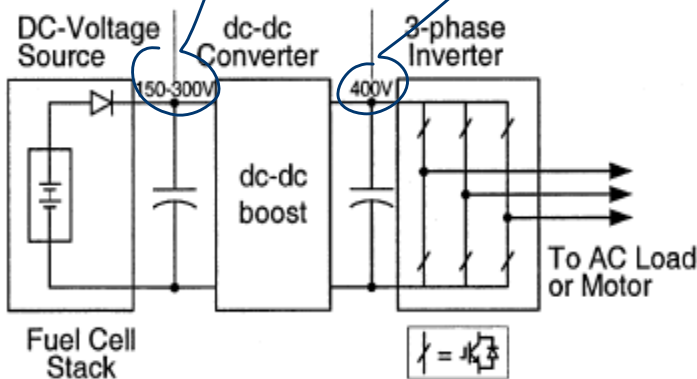 DC-Voltage
Source
dc-dc
Converter
3-phase
Inverter
150-300V
400V
dc-dc
boost
To AC Load
or Motor
Fuel Cell
Stack
=